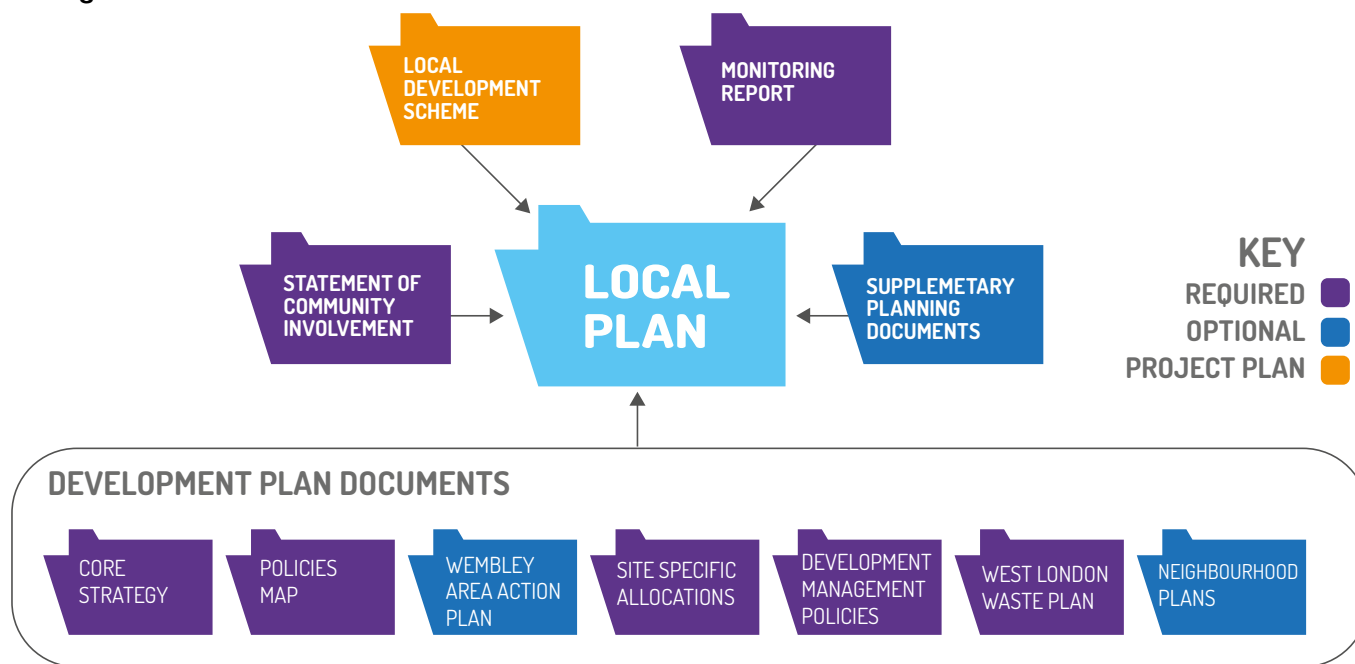 LOCAL
DEVELOPMENT
SCHEME
MONITORING
REPORT
STATEMENT OF
COMMUNITY
INVOLVEMENT
LOCAL
PLAN
SUPPLEMETARY
PLANNING
DOCUMENTS
KEY
REQUIRED
OPTIONAL
PROJECT PLAN
DEVELOPMENT PLAN DOCUMENTS
CORE
STRATEGY
POLICIES
MAP
WEMBLEY
AREA ACTION
PLAN
SITE SPECIFIC
ALLOCATIONS
DEVELOPMENT
MANAGEMENT
POLICIES
WEST LONDON
WASTE PLAN
NEIGHBOURHOOD
PLANS